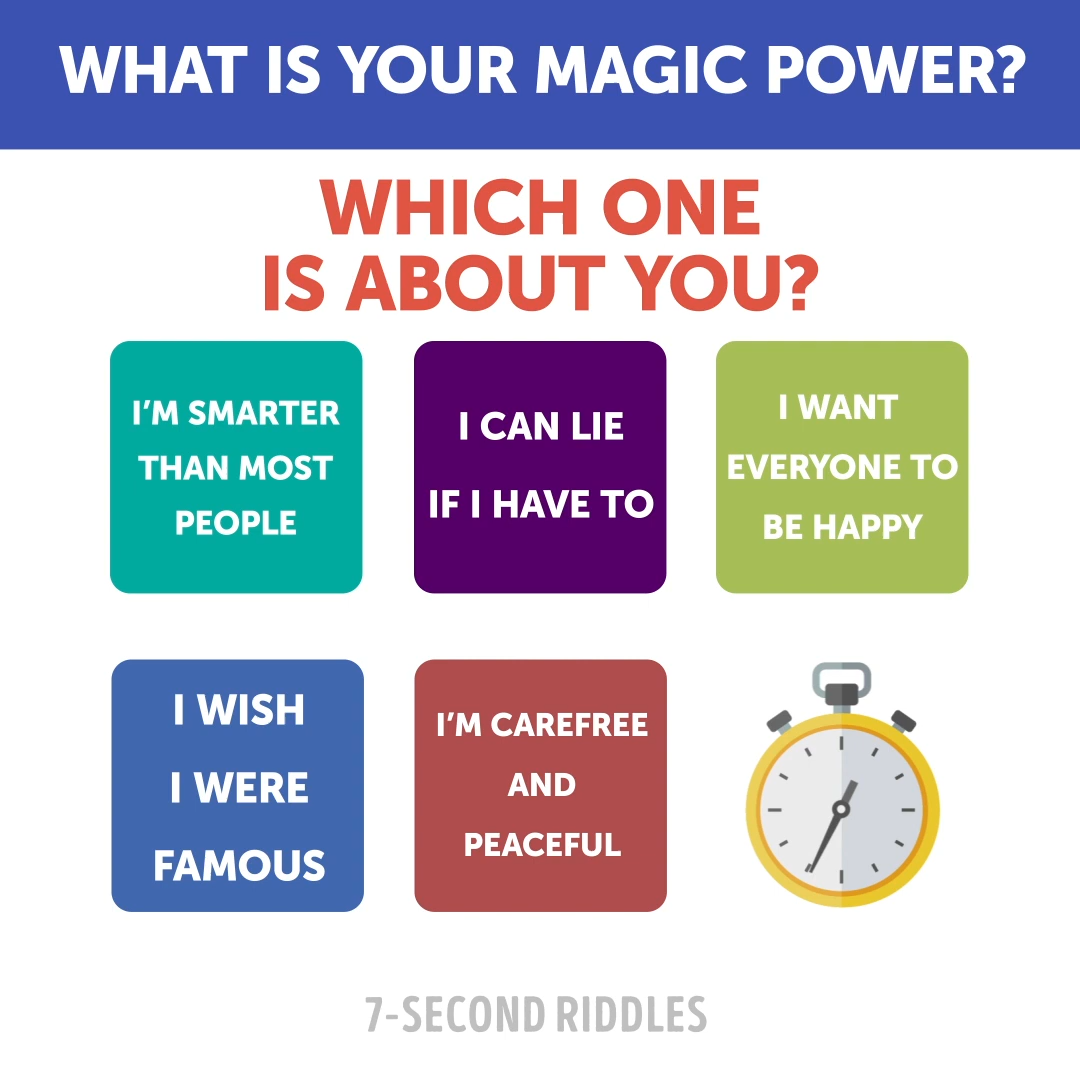 WHAT IS YOUR MAGIC POWER?
WHICH ONE
IS ABOUT YOU?
I'M SMARTER
THAN MOST
PEOPLE
I CAN LIE
IF I HAVE TO
I WANT
EVERYONE TO
BE HAPPY
I WISH
I WERE
FAMOUS
I'M CAREFREE
AND
PEACEFUL
7-SECOND RIDDLES